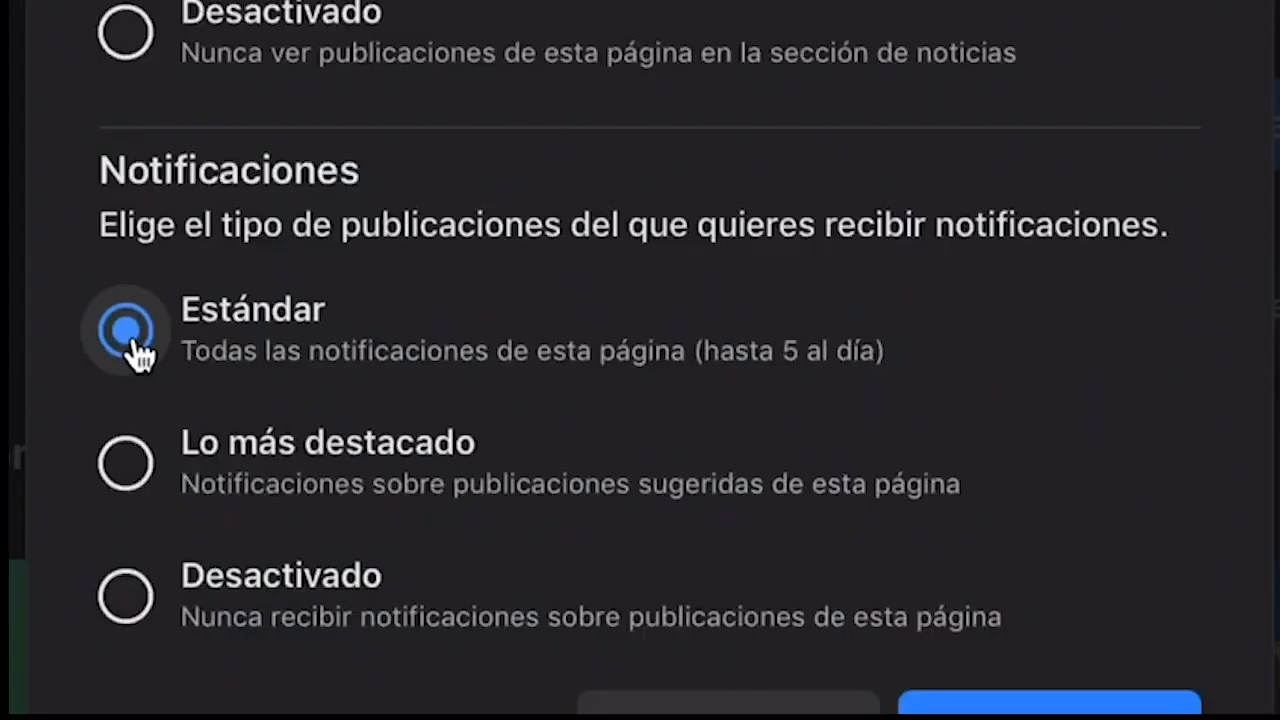 Desactivado
Nunca ver publicaciones de esta página en la sección de noticias
Notificaciones
Elige el tipo de publicaciones del que quieres recibir notificaciones.
Estándar
Todas las notificaciones de esta página (hasta 5 al día)
Lo más destacado
Notificaciones sobre publicaciones sugeridas de esta página
Desactivado
Nunca recibir notificaciones sobre publicaciones de esta página